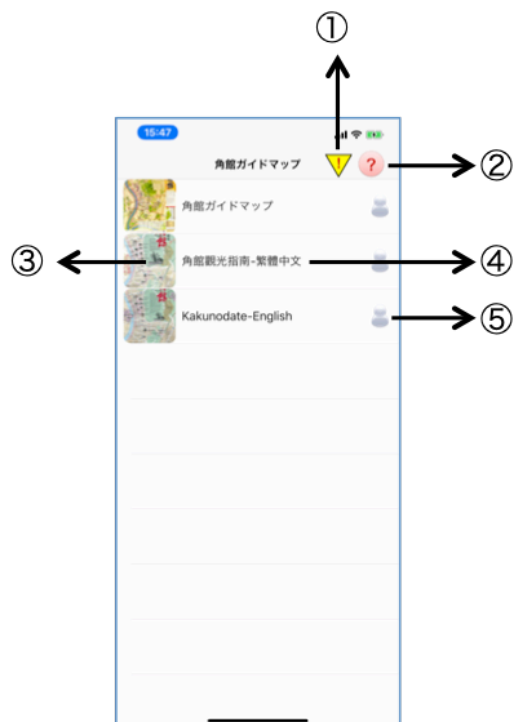 ①
15:47
角館ガイドマップ
!
?
②
角館ガイドマップ
③
角館観光指南-繁體中文
④
Kakunodate-English
⑤